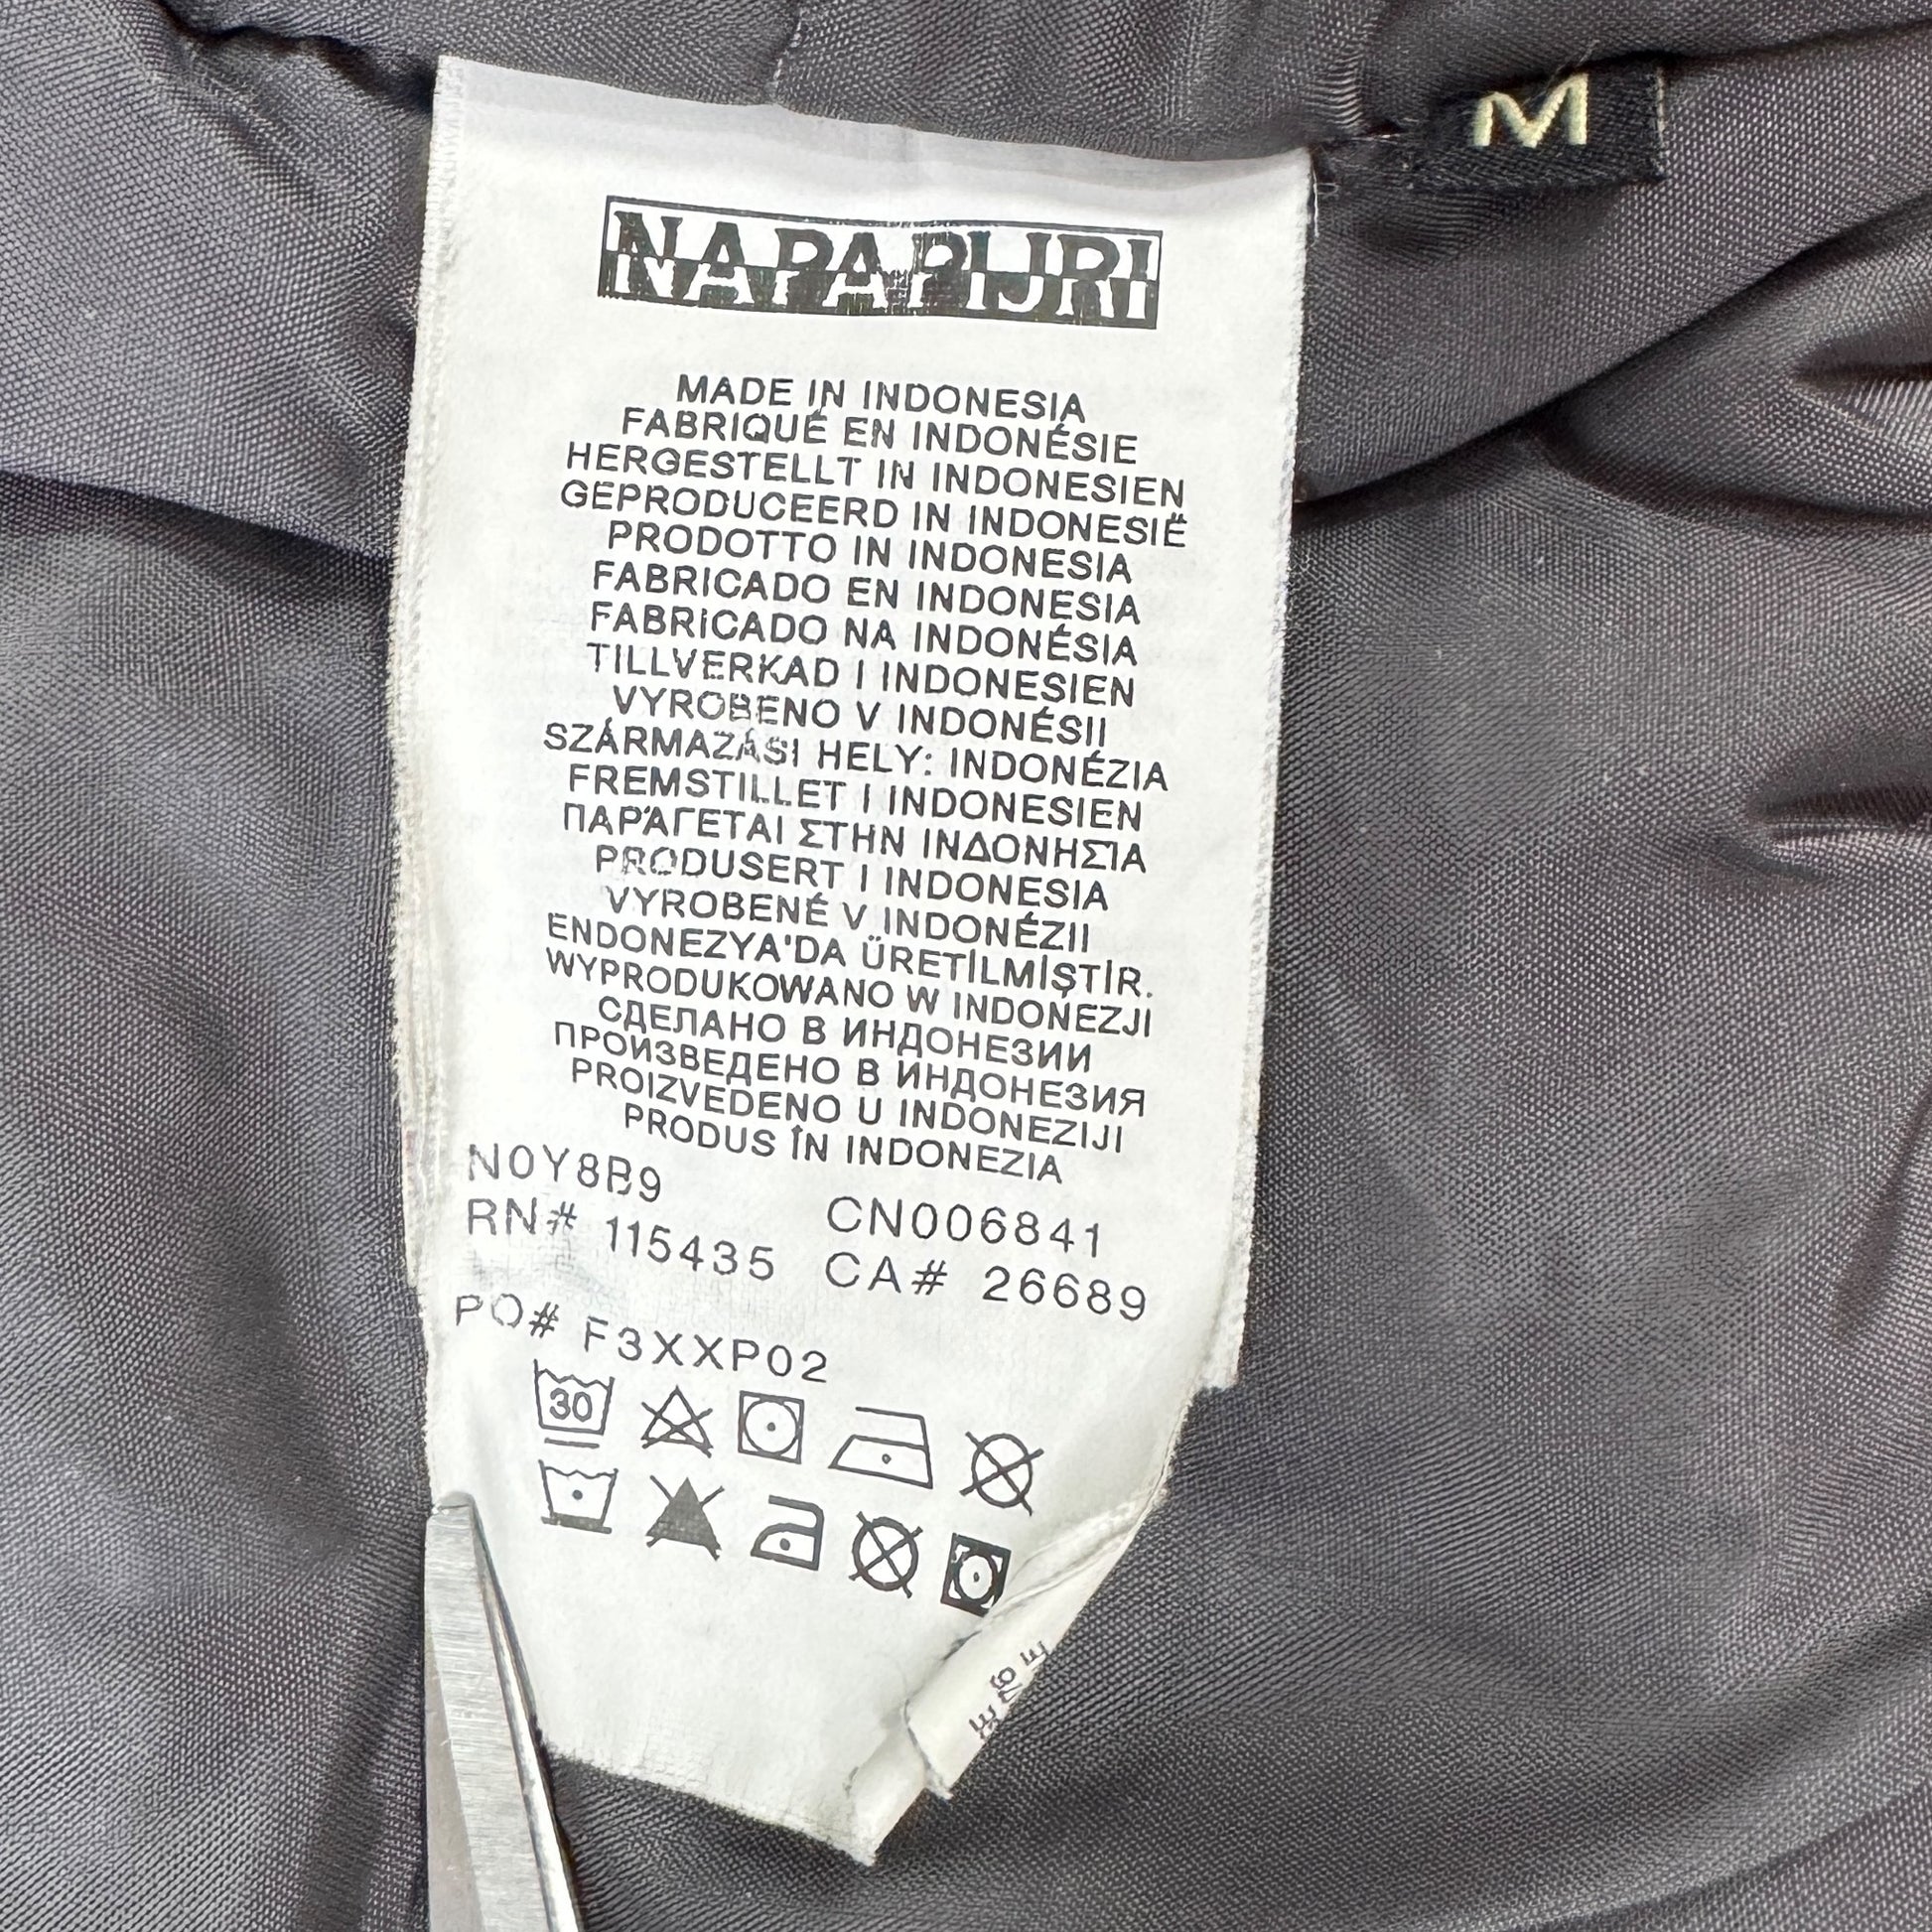 M
NAPAPIJRI
MADE IN INDONESIA
FABRIQUÉ EN INDONÉSIE
HERGESTELLT IN INDONESIEN
GEPRODUCEERD IN INDONESIË
PRODOTTO IN INDONESIA
FABRICADO EN INDONESIA
FABRICADO NA INDONÉSIA
TILLVERKAD I INDONESIEN
VYROBENO V INDONÉSII
SZÁRMAZÁSI HELY: INDONÉZIA
FREMSTILLET I INDONESIEN
ΠΑΡΆΓΕΤΑΙ ΣΤΗΝ ΙΝΔΟΝΗΣΙΑ
PRODUSERT I INDONESIA
VYROBENÉ V INDONÉZII
ENDONEZYA'DA ÜRETİLMİŞTİR.
WYPRODUKOWANO W INDONEZJI
СДЕЛАНО В ИНДОНЕЗИИ
ПРОИЗВЕДЕНО В ИНДОНЕЗИЯ
PROIZVEDENO U INDONEZIJI
PRODUS ÎN INDONEZIA
N0Y8B9 CN006841
RN# 115435 CA# 26689
PO# F3XXP02
30